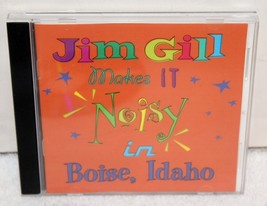 Jim Gill
Makes IT
Noisy
in
Boise, Idaho